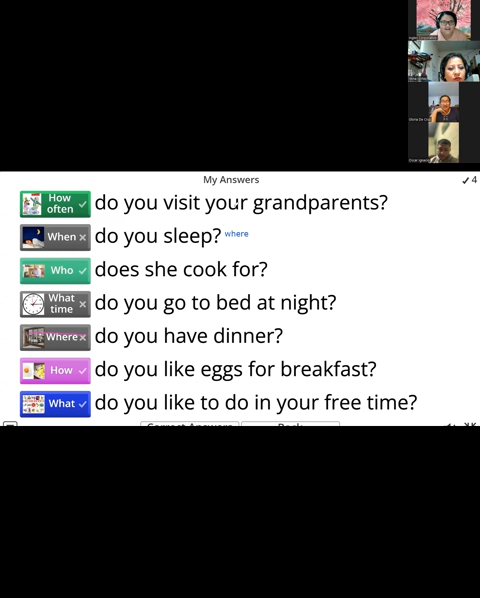 My Answers
✓ 4
How often ✓ do you visit your grandparents?
When × do you sleep? where
Who ✓ does she cook for?
What time × do you go to bed at night?
Where × do you have dinner?
How ✓ do you like eggs for breakfast?
What ✓ do you like to do in your free time?